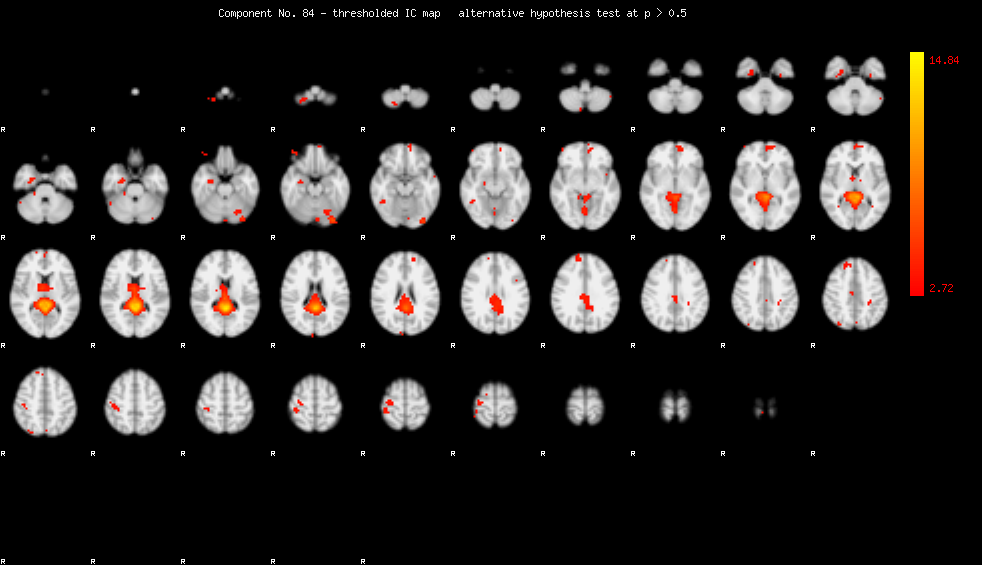 Component No. 84 - thresholded IC map   alternative hypothesis test at p > 0.5
14.84
2.72
R R R R R R R R R R
R R R R R R R R R R
R R R R R R R R R R
R R R R R R R R R R
R R R R R